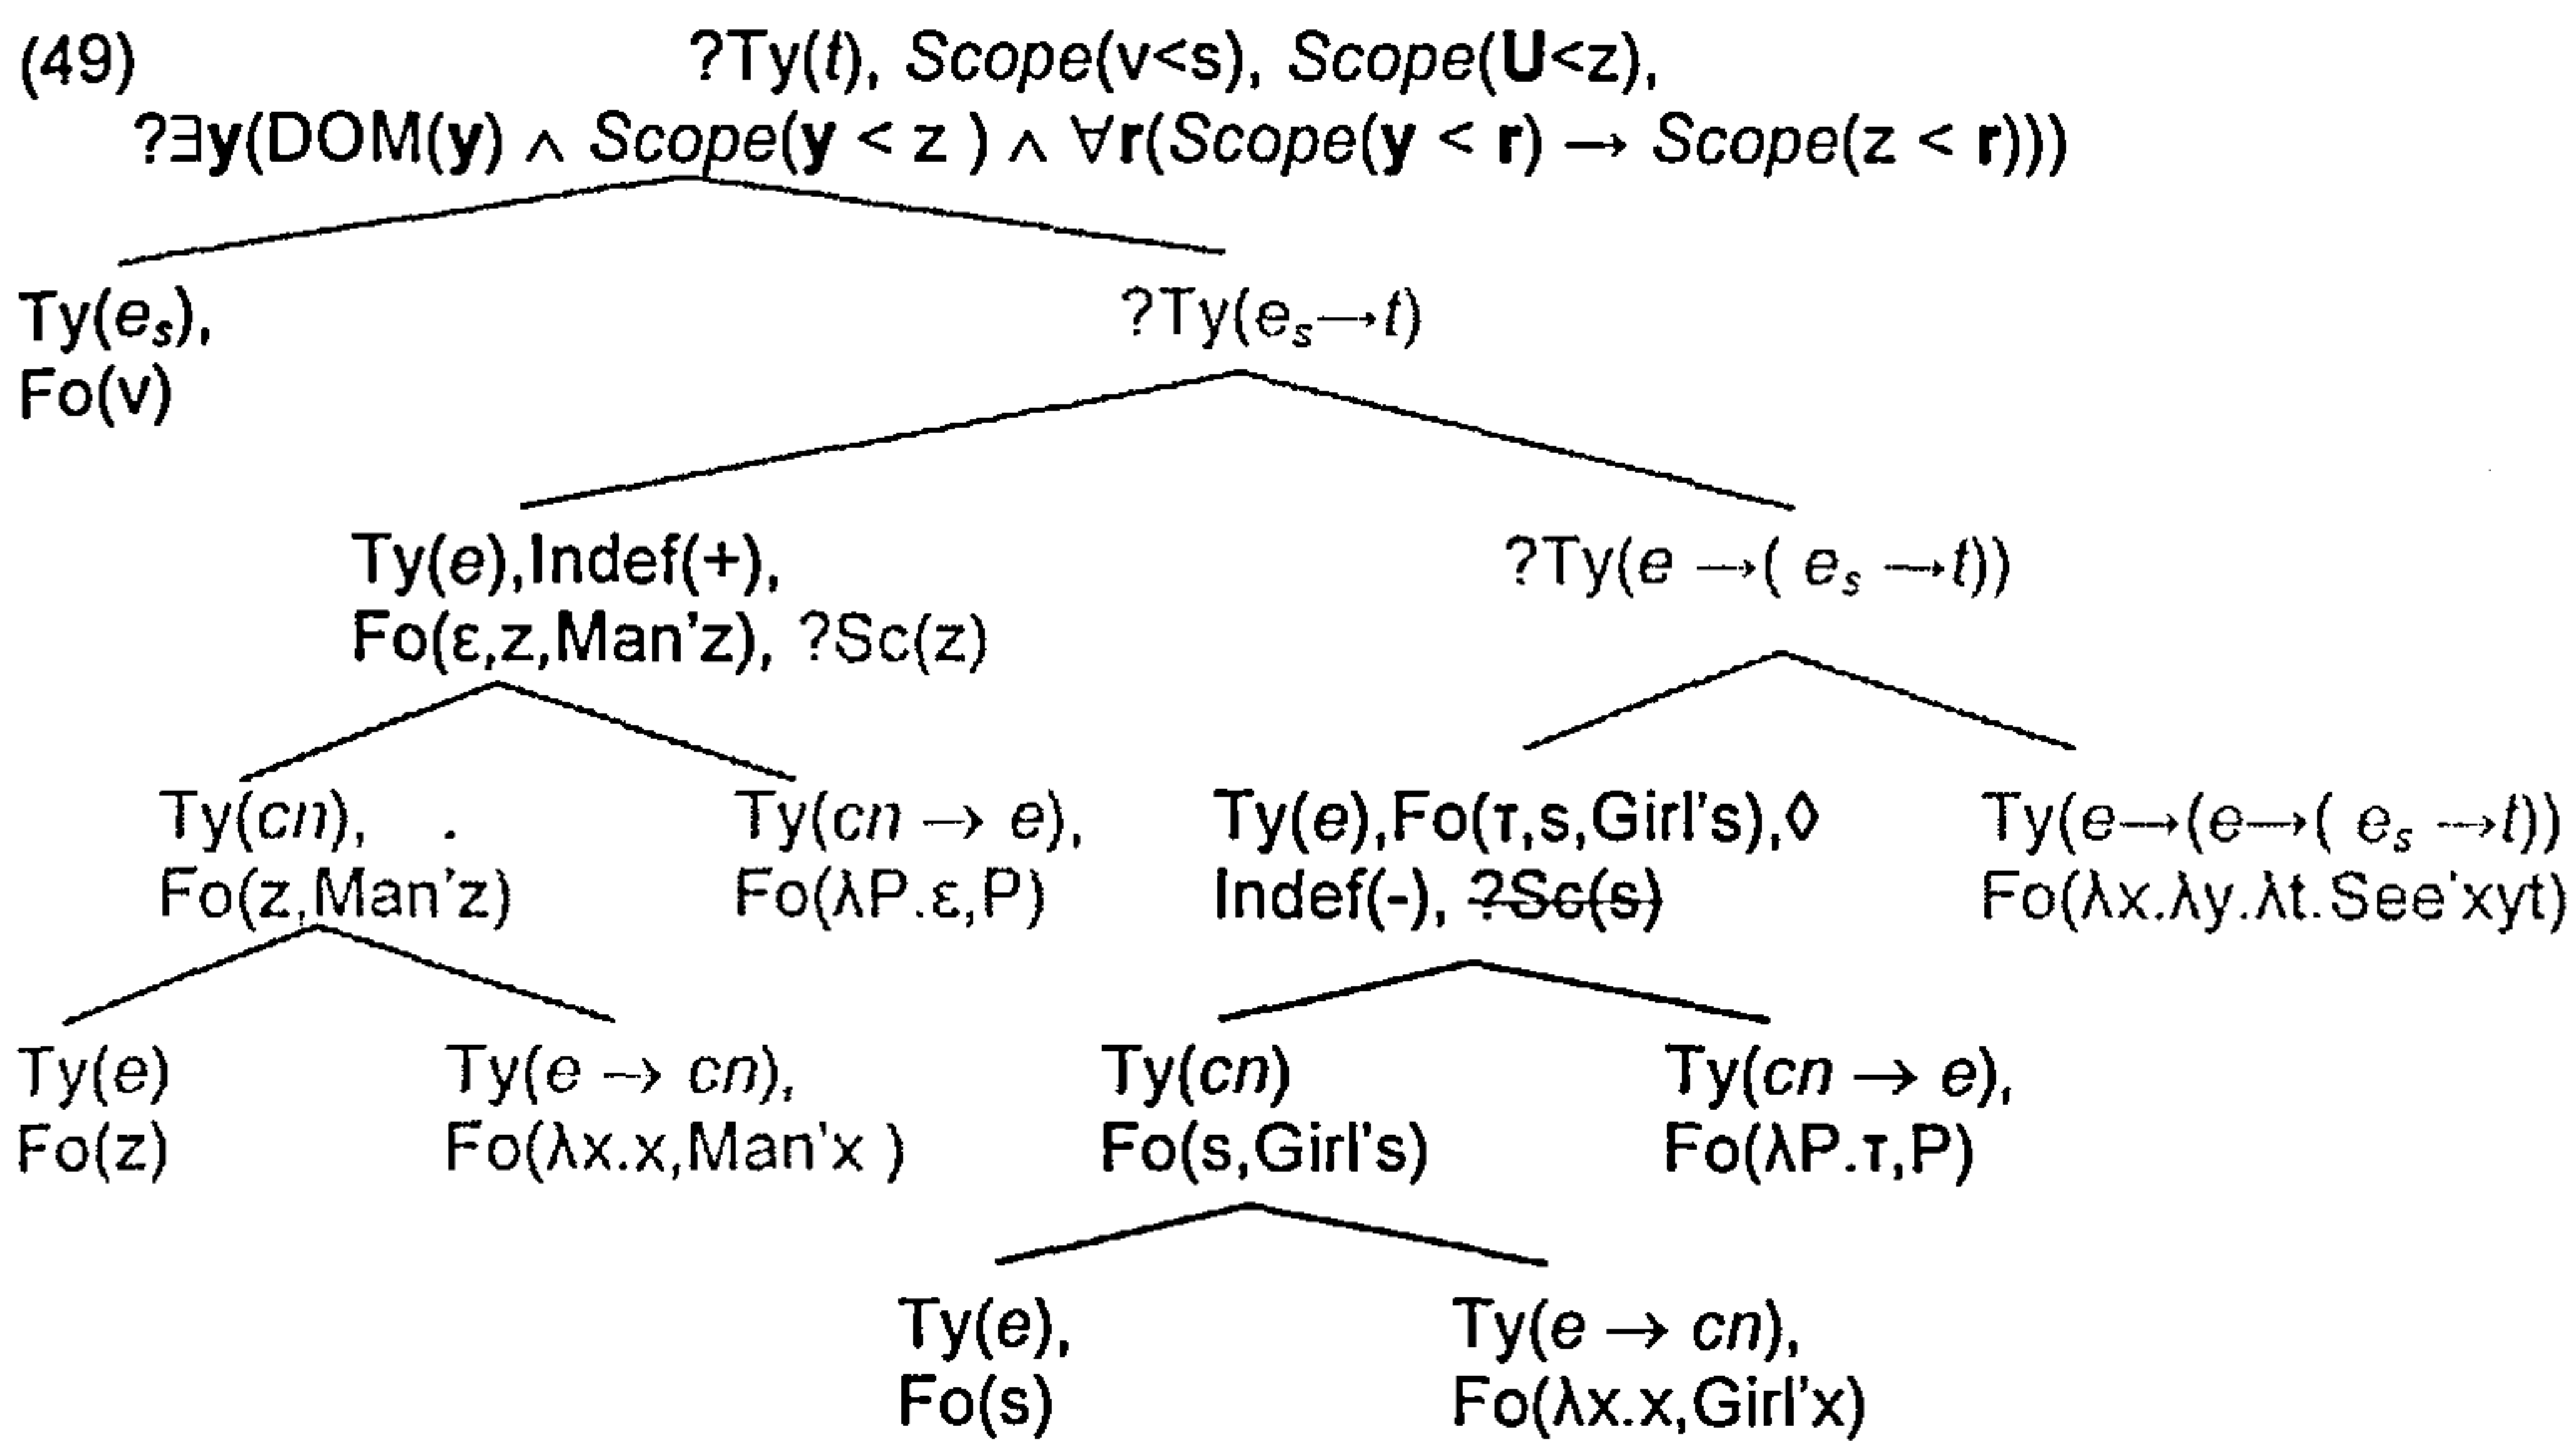 (49) ?Ty(t), Scope(v<s), Scope(U<z),
?∃y(DOM(y) ∧ Scope(y < z ) ∧ ∀r(Scope(y < r) → Scope(z < r)))
Ty(eₛ), ?Ty(eₛ→t)
Fo(v)
Ty(e),Indef(+), ?Ty(e →( eₛ →t))
Fo(ε,z,Man'z), ?Sc(z)
Ty(cn), Ty(cn → e), Ty(e),Fo(τ,s,Girl's),◊ Ty(e→(e→( eₛ →t))
Fo(z,Man'z) Fo(λP.ε,P) Indef(-), ?Sc(s) Fo(λx.λy.λt.See'xyt)
Ty(e) Ty(e → cn), Ty(cn) Ty(cn → e),
Fo(z) Fo(λx.x,Man'x ) Fo(s,Girl's) Fo(λP.τ,P)
Ty(e), Ty(e → cn),
Fo(s) Fo(λx.x,Girl'x)